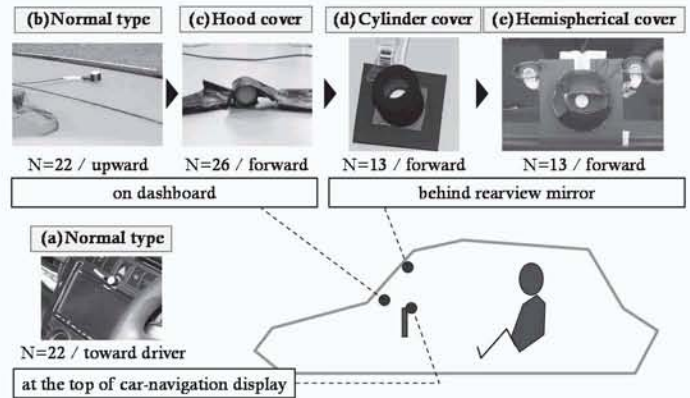 (b)Normal type
(c)Hood cover
(d)Cylinder cover
(e)Hemispherical cover
N=22 / upward
N=26 / forward
N=13 / forward
N=13 / forward
on dashboard
behind rearview mirror
(a)Normal type
N=22 / toward driver
at the top of car-navigation display